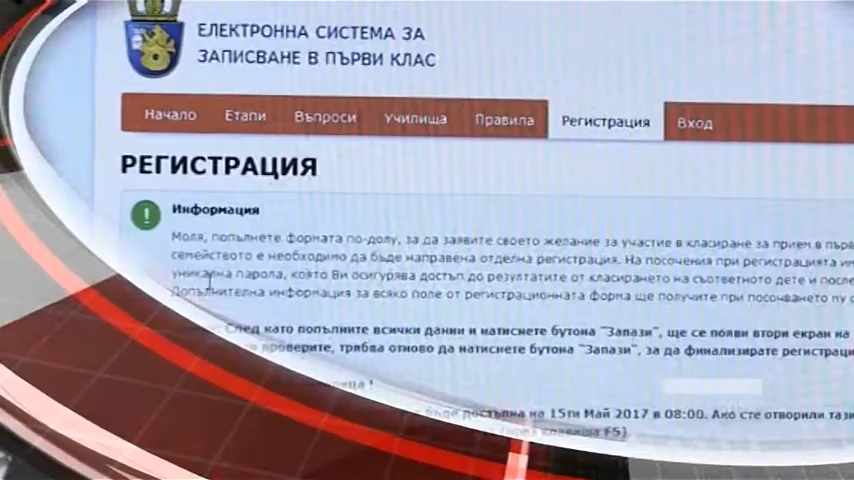 ЕЛЕКТРОННА СИСТЕМА ЗА
ЗАПИСВАНЕ В ПЪРВИ КЛАС
Начало Етапи Въпроси Училища Правила Регистрация Вход
РЕГИСТРАЦИЯ
Информация
Моля, попълнете формата по-долу, за да заявите своето желание за участие в класиране за прием в първ
семейството е необходимо да бъде направена отделна регистрация. На посочения при регистрацията
уникална парола, която Ви осигурява достъп до резултатите от класирането на съответното дете и
Допълнителна информация за всяко поле от регистрационната форма ще получите при посочването
След като попълните всички данни и натиснете бутона "Запази", ще се появи втори екран на
проверите, трябва отново да натиснете бутона "Запази", за да финализирате
бъде достъпна на 15ти Май 2017 в 08:00. Ако сте отворили тази
клавиша F5)